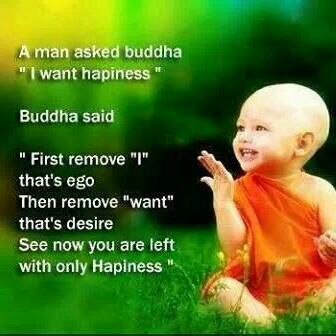 A man asked buddha
" I want hapiness "
Buddha said
" First remove "I"
that's ego
Then remove "want"
that's desire
See now you are left
with only Hapiness "